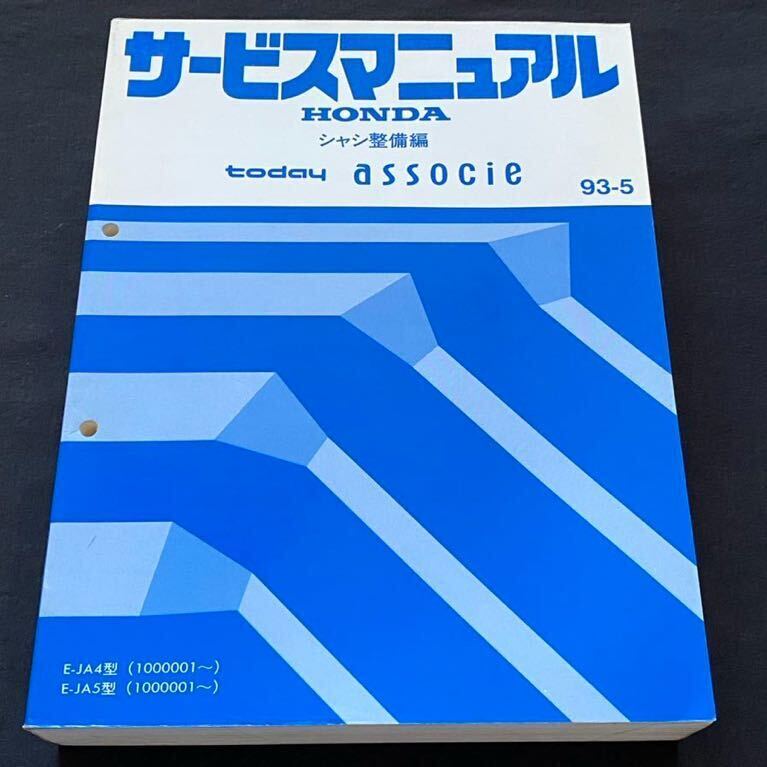 サービスマニュアル
HONDA
シャシ整備編
today associe
93-5
E-JA4型 (1000001～)
E-JA5型 (1000001～)